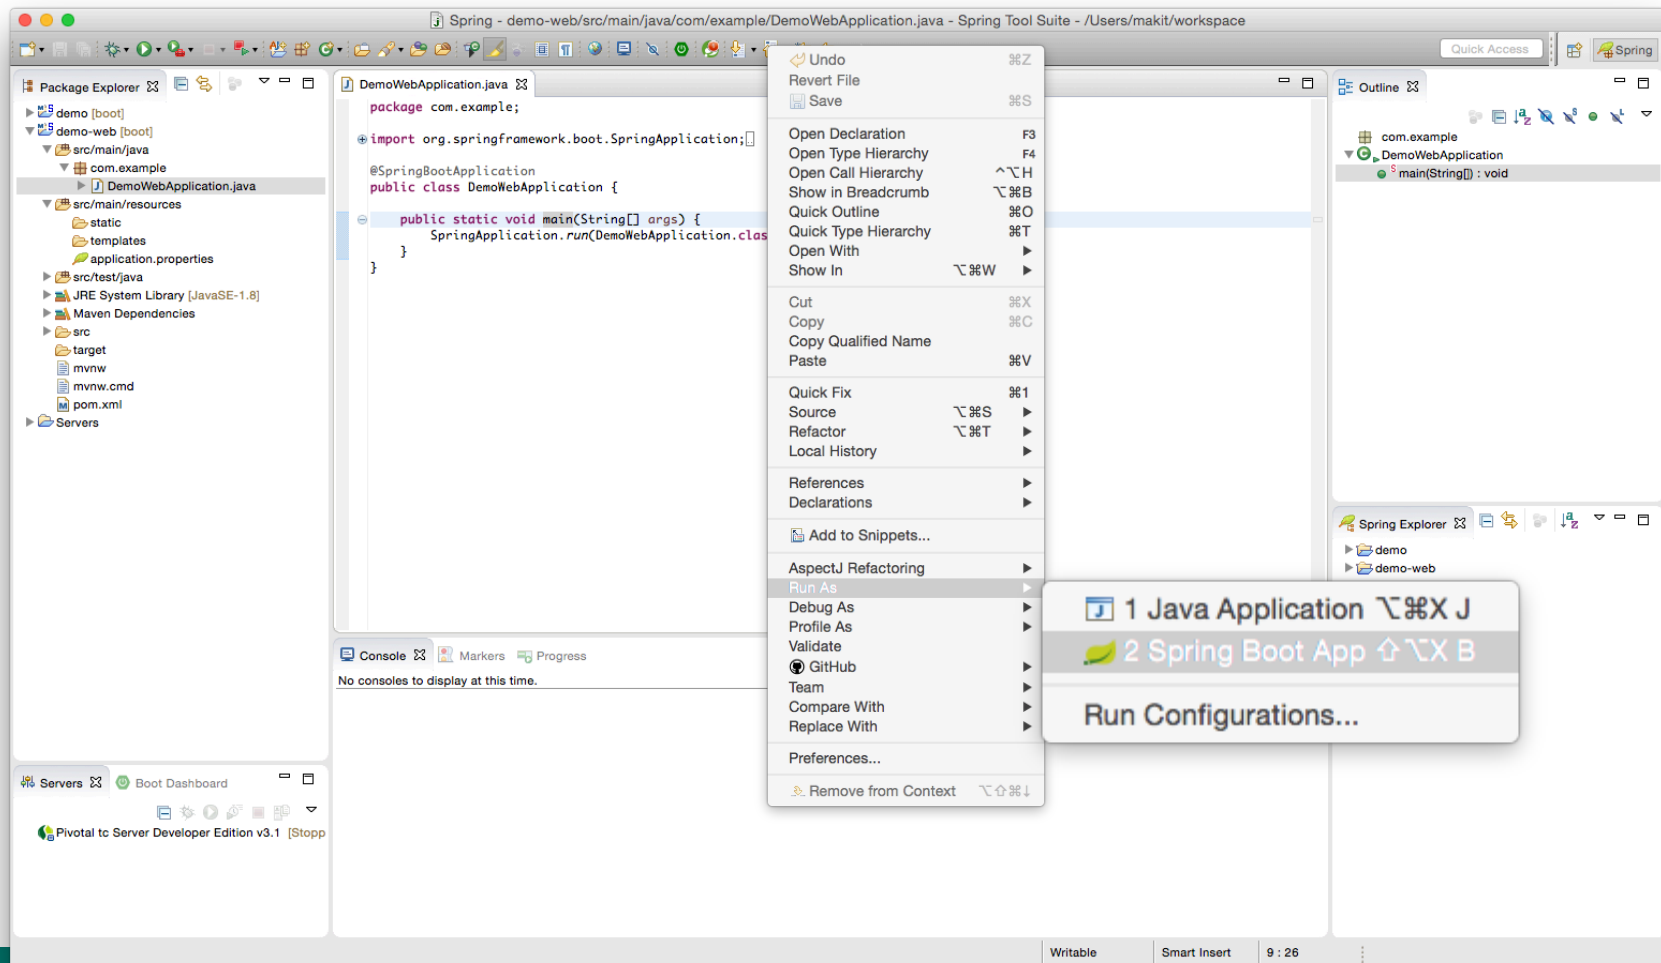 Spring - demo-web/src/main/java/com/example/DemoWebApplication.java - Spring Tool Suite - /Users/makit/workspace
Quick Access
Spring
Package Explorer
demo [boot]
demo-web [boot]
src/main/java
com.example
DemoWebApplication.java
src/main/resources
static
templates
application.properties
src/test/java
JRE System Library [JavaSE-1.8]
Maven Dependencies
src
target
mvnw
mvnw.cmd
pom.xml
Servers
DemoWebApplication.java
package com.example;
import org.springframework.boot.SpringApplication;
@SpringBootApplication
public class DemoWebApplication {
public static void main(String[] args) {
SpringApplication.run(DemoWebApplication.clas
}
}
Undo ⌘Z
Revert File
Save ⌘S
Open Declaration F3
Open Type Hierarchy F4
Open Call Hierarchy ^⌥H
Show in Breadcrumb ⌥⌘B
Quick Outline ⌘O
Quick Type Hierarchy ⌘T
Open With
Show In ⌥⌘W
Cut ⌘X
Copy ⌘C
Copy Qualified Name
Paste ⌘V
Quick Fix ⌘1
Source ⌥⌘S
Refactor ⌥⌘T
Local History
References
Declarations
Add to Snippets...
AspectJ Refactoring
Run As
Debug As
Profile As
Validate
GitHub
Team
Compare With
Replace With
Preferences...
Remove from Context ⌥⇧⌘↓
1 Java Application ⌥⌘X J
2 Spring Boot App ⇧⌥X B
Run Configurations...
Outline
com.example
DemoWebApplication
main(String[]) : void
Spring Explorer
demo
demo-web
Console
Markers
Progress
No consoles to display at this time.
Servers
Boot Dashboard
Pivotal tc Server Developer Edition v3.1 [Stopp
Writable
Smart Insert
9 : 26